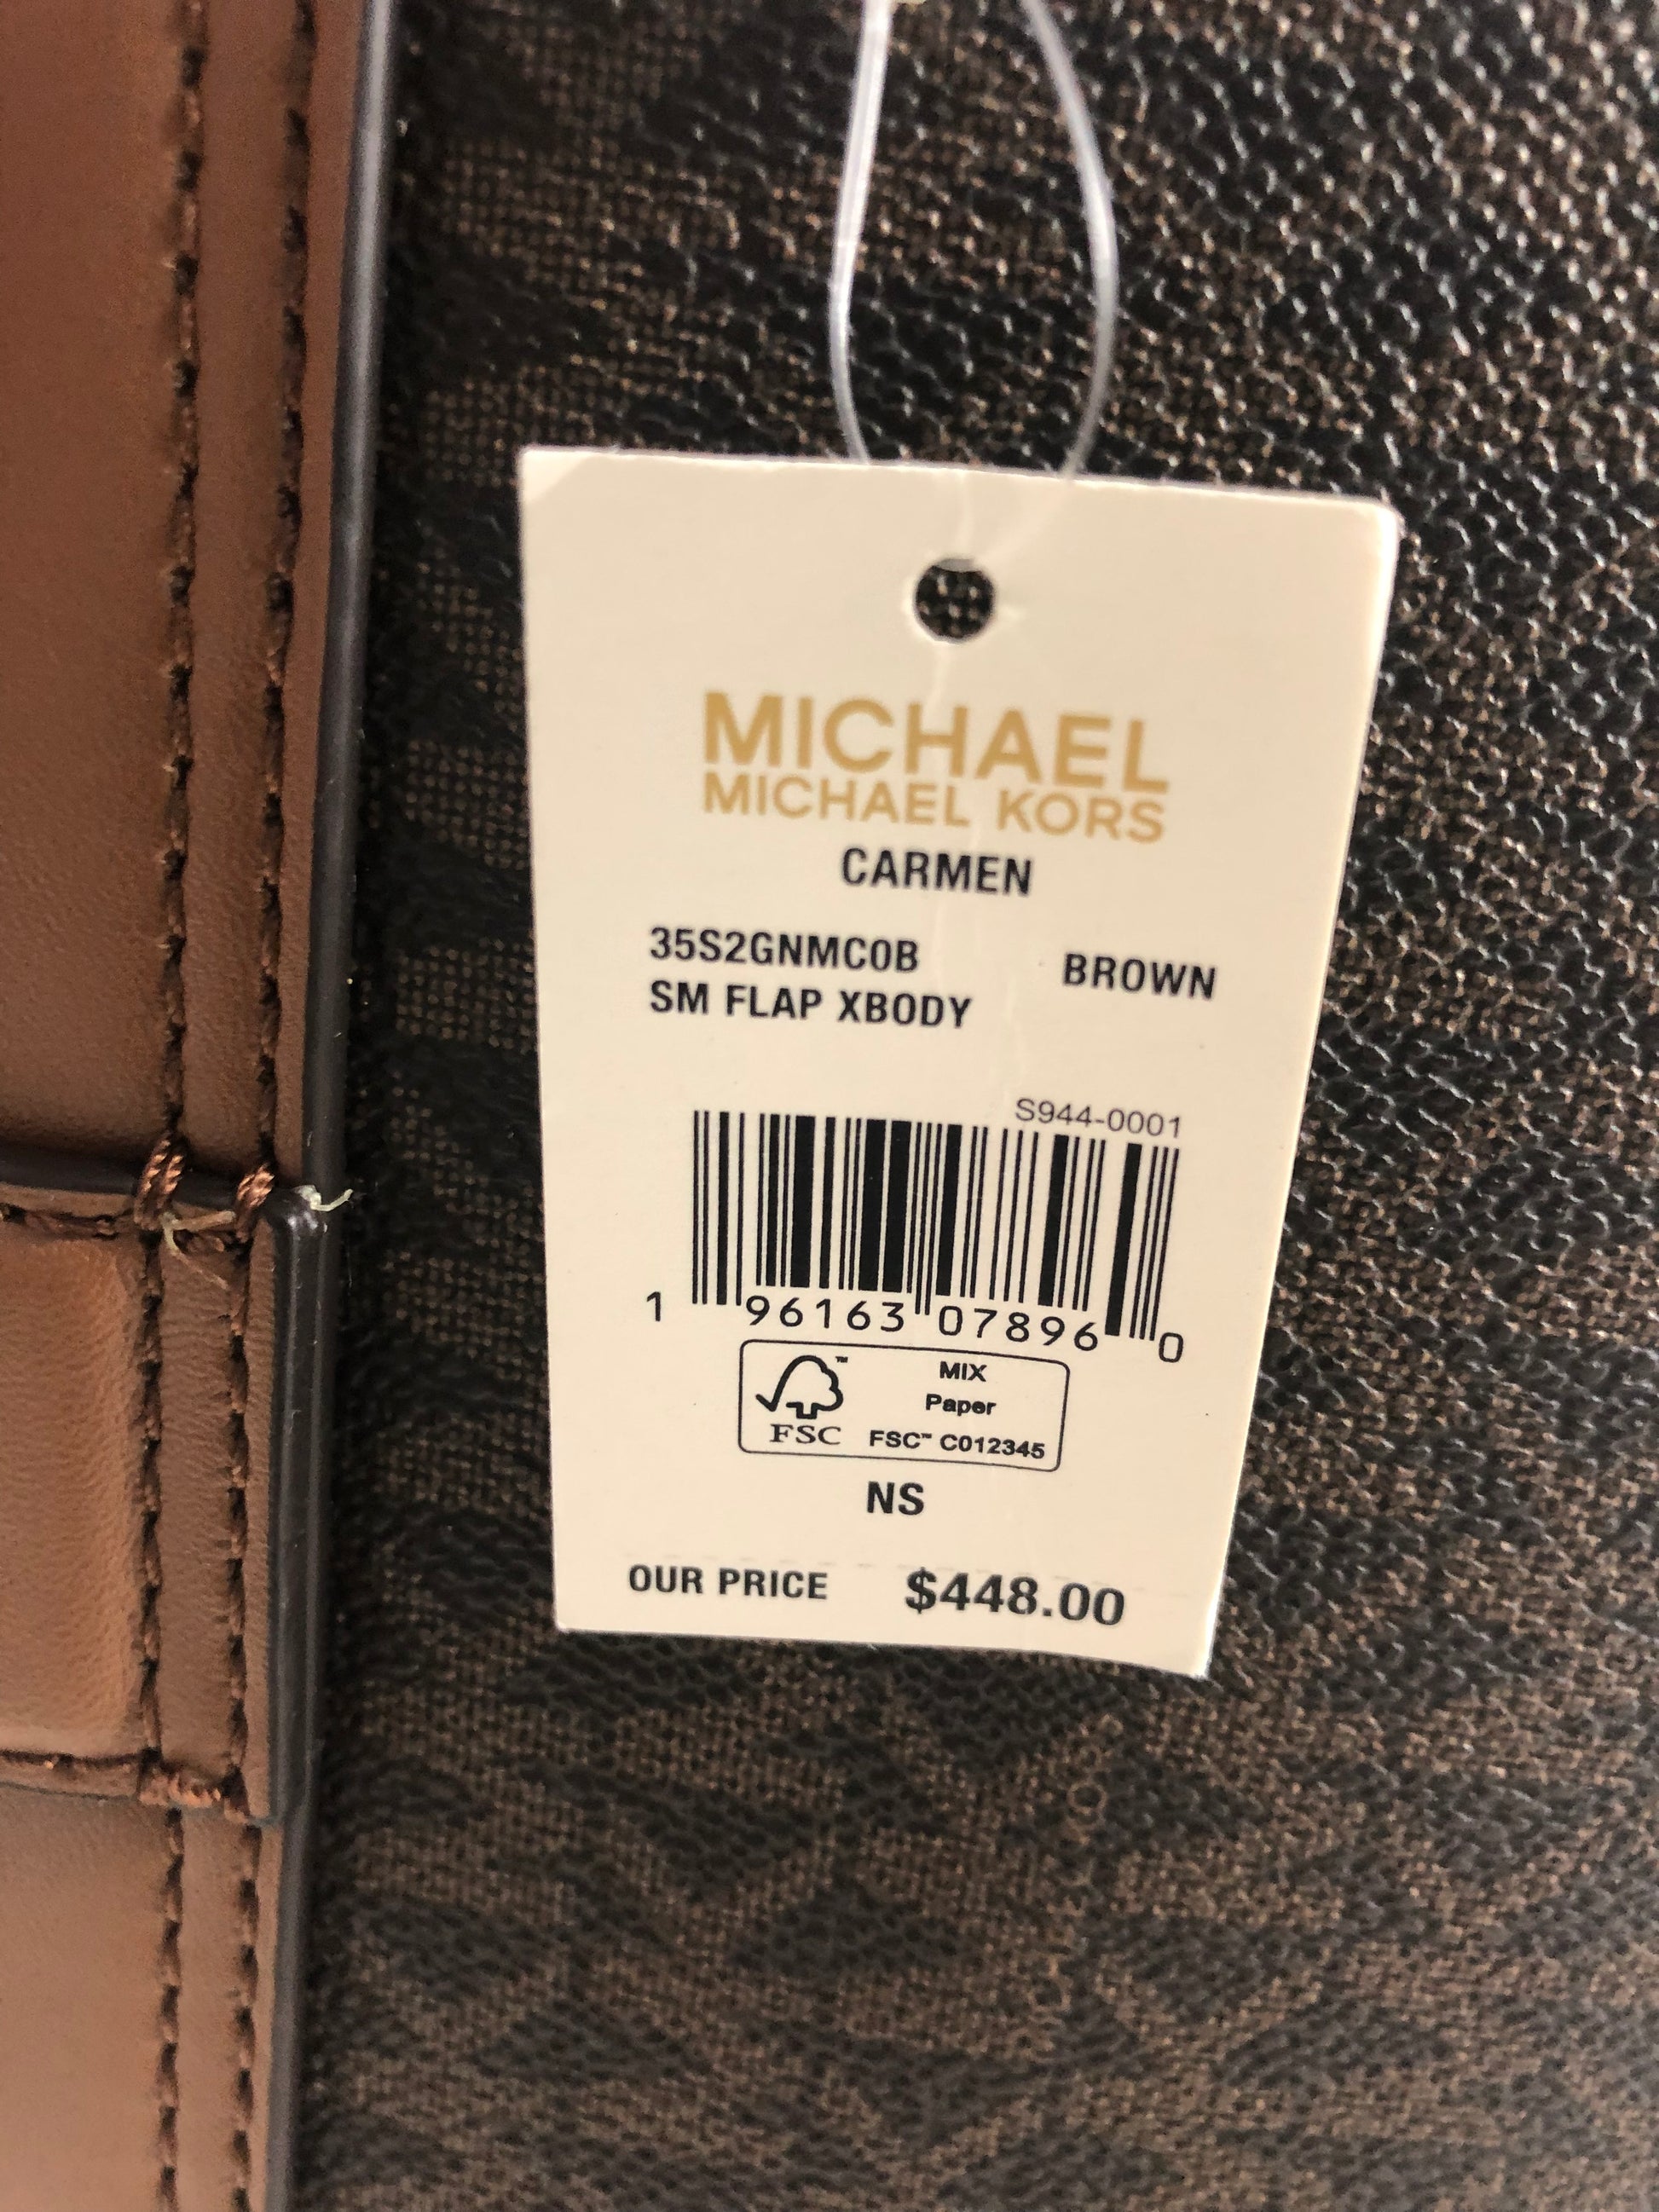 MICHAEL
MICHAEL KORS
CARMEN
35S2GNMC0B BROWN
SM FLAP XBODY
S944-0001
1 96163 07896 0
FSC™ MIX
Paper
FSC™ C012345
NS
OUR PRICE $448.00